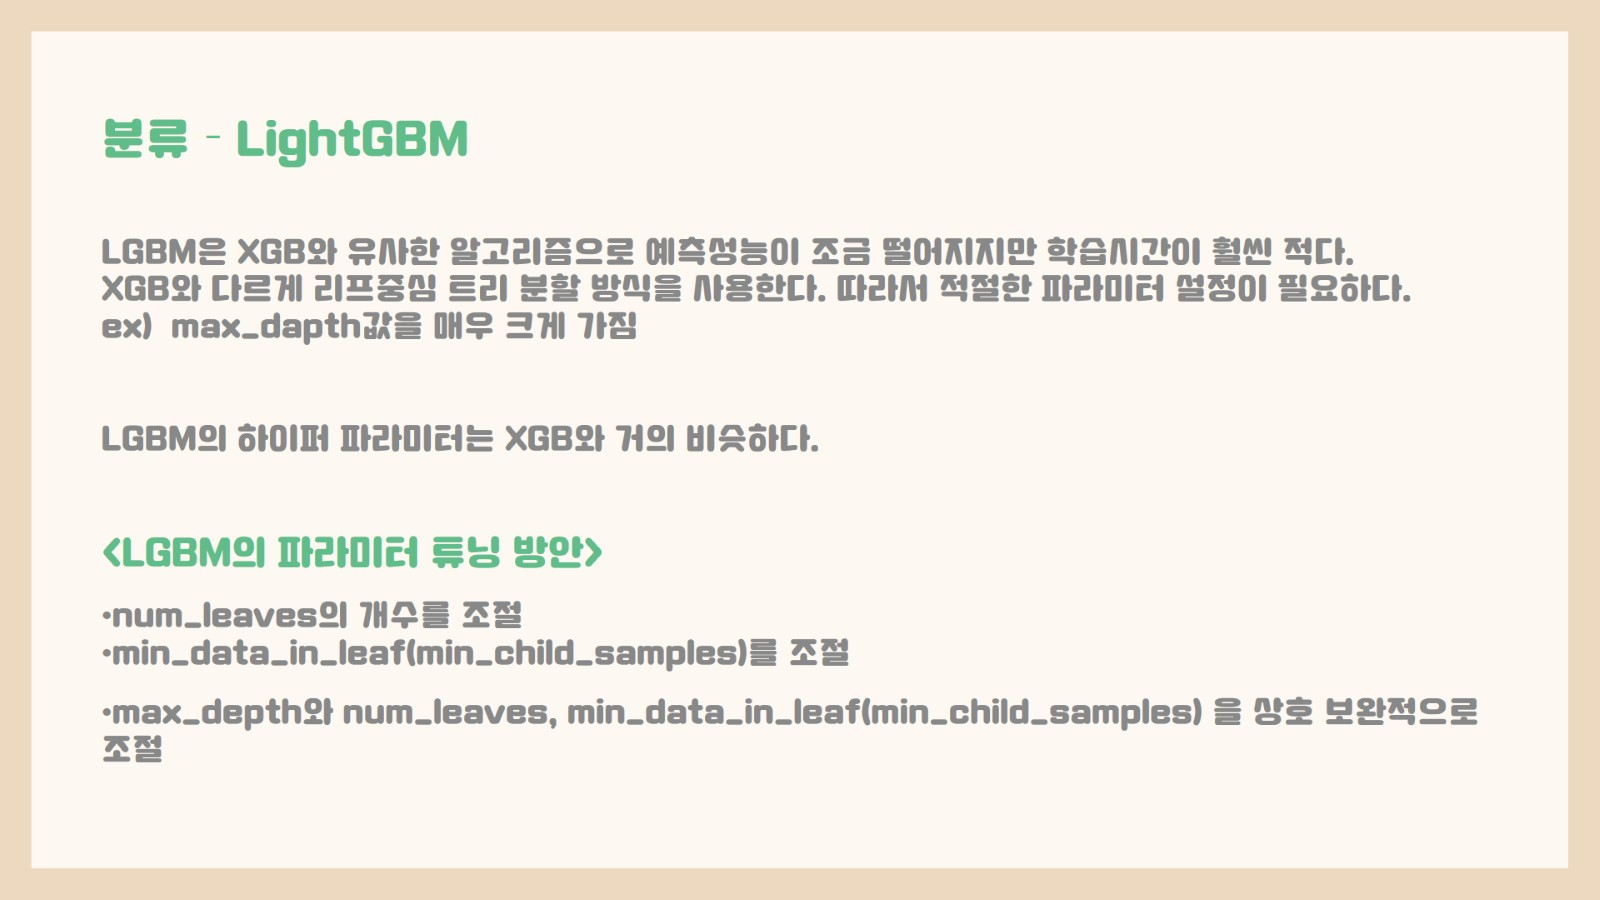 분류 - LightGBM
LGBM은 XGB와 유사한 알고리즘으로 예측성능이 조금 떨어지지만 학습시간이 훨씬 적다.
XGB와 다르게 리프중심 트리 분할 방식을 사용한다. 따라서 적절한 파라미터 설정이 필요하다.
ex) max_dapth값을 매우 크게 가짐
LGBM의 하이퍼 파라미터는 XGB와 거의 비슷하다.
<LGBM의 파라미터 튜닝 방안>
•num_leaves의 개수를 조절
•min_data_in_leaf(min_child_samples)를 조절
•max_depth와 num_leaves, min_data_in_leaf(min_child_samples) 을 상호 보완적으로
조절